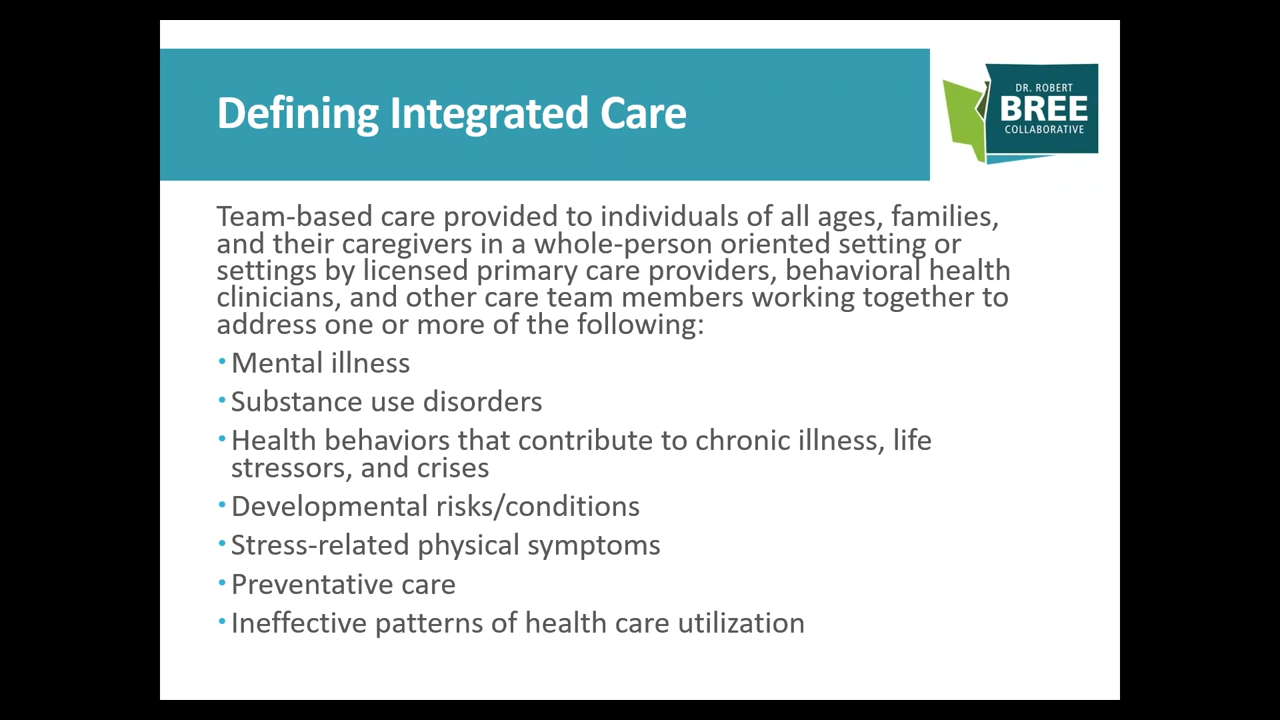 Defining Integrated Care
DR. ROBERT
BREE
COLLABORATIVE
Team-based care provided to individuals of all ages, families,
and their caregivers in a whole-person oriented setting or
settings by licensed primary care providers, behavioral health
clinicians, and other care team members working together to
address one or more of the following:
• Mental illness
• Substance use disorders
• Health behaviors that contribute to chronic illness, life
stressors, and crises
• Developmental risks/conditions
• Stress-related physical symptoms
• Preventative care
• Ineffective patterns of health care utilization